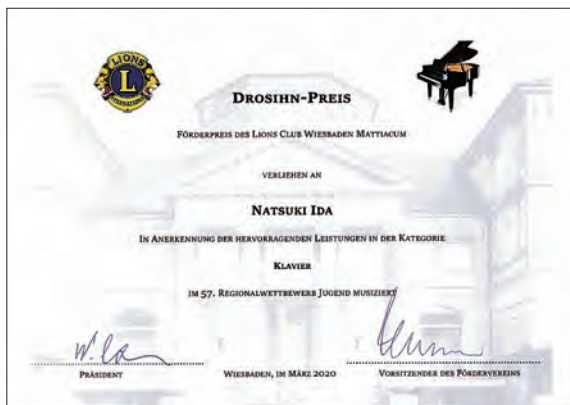 LIONS
L
INTERNATIONAL
DROSIHN-PREIS
FÖRDERPREIS DES LIONS CLUB WIESBADEN MATTIACUM
VERLIEHEN AN
NATSUKI IDA
IN ANERKENNUNG DER HERVORRAGENDEN LEISTUNGEN IN DER KATEGORIE
KLAVIER
IM 57. REGIONALWETTBEWERB JUGEND MUSIZIERT
PRÄSIDENT WIESBADEN, IM MÄRZ 2020 VORSITZENDER DES FÖRDERVEREINS